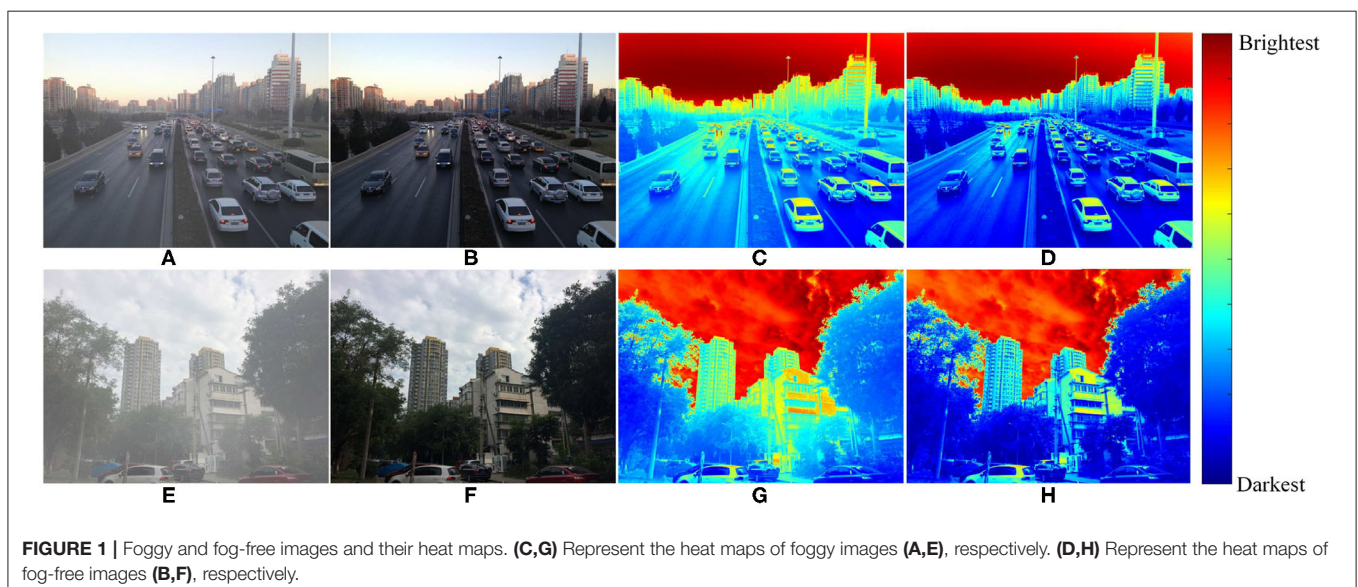 Brightest
A
B
C
D
E
F
G
H
Darkest
FIGURE 1 | Foggy and fog-free images and their heat maps. (C,G) Represent the heat maps of foggy images (A,E), respectively. (D,H) Represent the heat maps of
fog-free images (B,F), respectively.